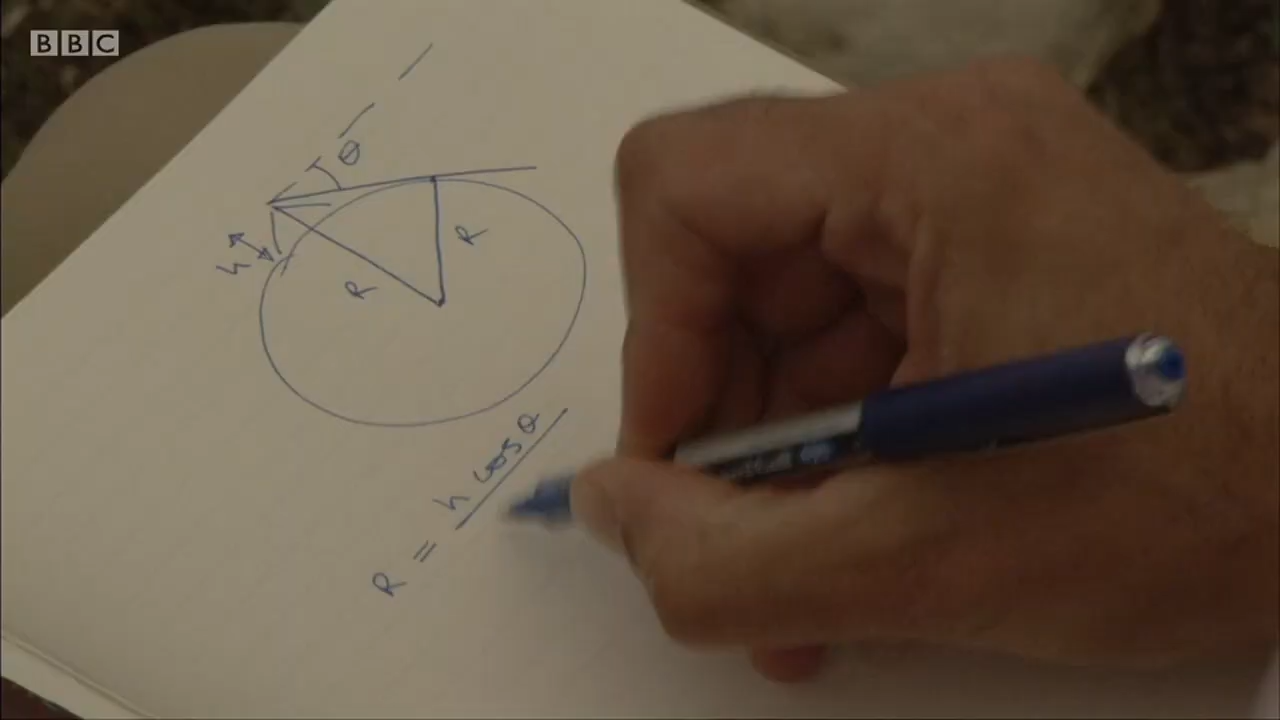 BBC
θ
h
R
R
R = h cos θ